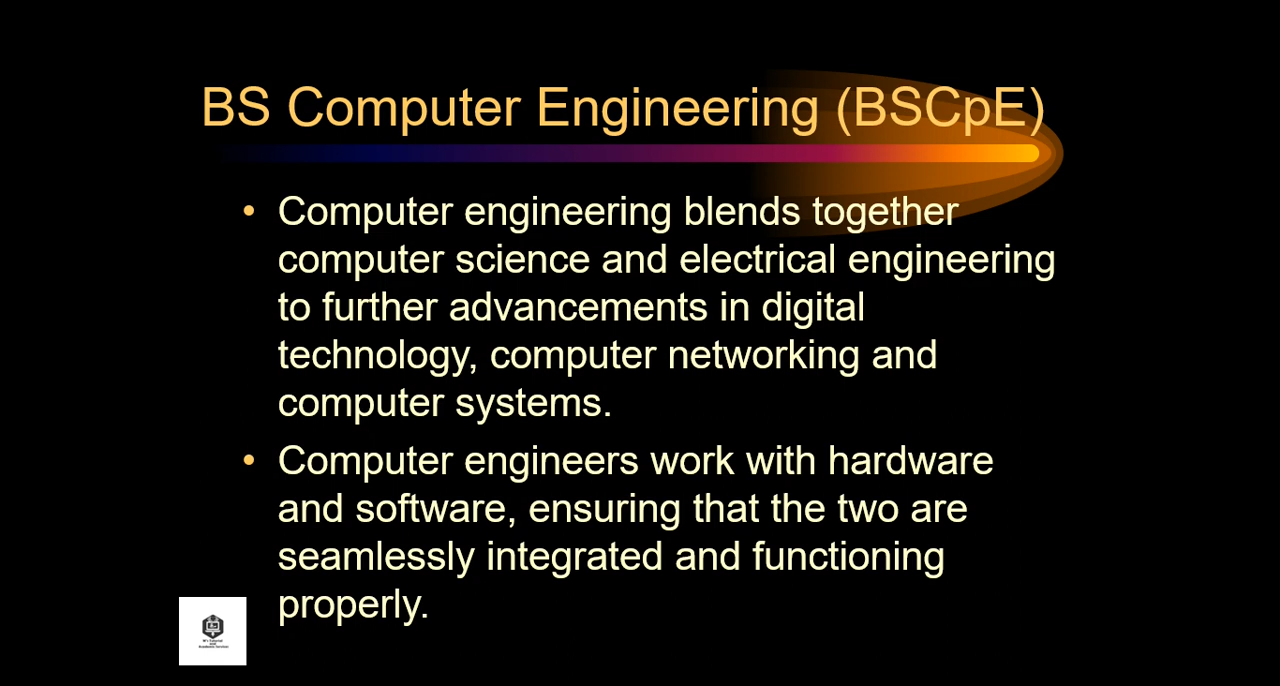 BS Computer Engineering (BSCpE)
• Computer engineering blends together
computer science and electrical engineering
to further advancements in digital
technology, computer networking and
computer systems.
• Computer engineers work with hardware
and software, ensuring that the two are
seamlessly integrated and functioning
properly.